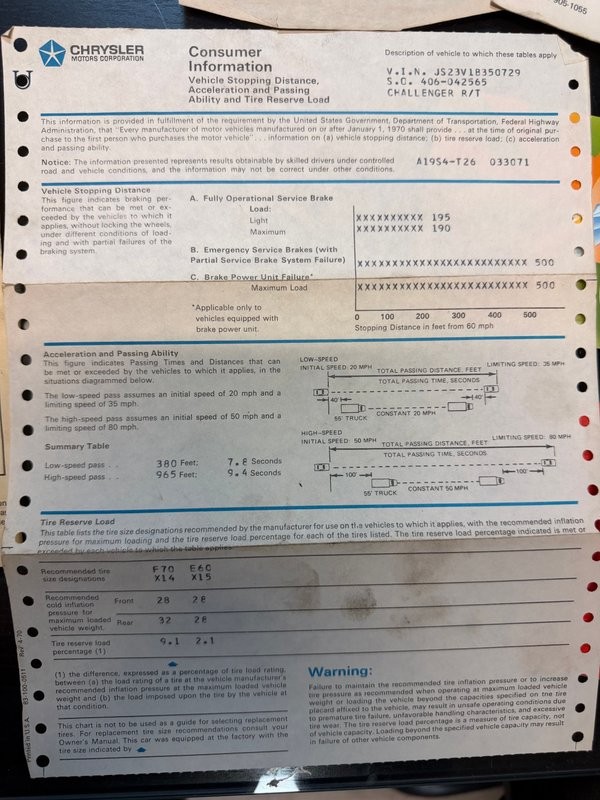 906-1056
CHRYSLER
MOTORS CORPORATION
Consumer
Information
Vehicle Stopping Distance,
Acceleration and Passing
Ability and Tire Reserve Load
Description of vehicle to which these tables apply
V.I.N. JS23V1B350729
S.O. 406-042565
CHALLENGER R/T
This information is provided in fulfillment of the requirement by the United States Government, Department of Transportation, Federal Highway
Administration, that "Every manufacturer of motor vehicles manufactured on or after January 1, 1970 shall provide . . . at the time of original pur-
chase to the first person who purchases the motor vehicle" . . . information on (a) vehicle stopping distance; (b) tire reserve load; (c) acceleration
and passing ability.
Notice: The information presented represents results obtainable by skilled drivers under controlled
road and vehicle conditions, and the information may not be correct under other conditions.
A19S4-T26 033071
Vehicle Stopping Distance
This figure indicates braking per-
formance that can be met or ex-
ceeded by the vehicles to which it
applies, without locking the wheels,
under different conditions of load-
ing and with partial failures of the
braking system.
A. Fully Operational Service Brake
Load:
Light XXXXXXXXXX 195
Maximum XXXXXXXXXX 190
B. Emergency Service Brakes (with
Partial Service Brake System Failure) XXXXXXXXXXXXXXXXXXXXXXXXX 500
C. Brake Power Unit Failure*
Maximum Load XXXXXXXXXXXXXXXXXXXXXXXXX 500
*Applicable only to
vehicles equipped with
brake power unit.
0 100 200 300 400 500
Stopping Distance in feet from 60 mph
Acceleration and Passing Ability
This figure indicates Passing Times and Distances that can
be met or exceeded by the vehicles to which it applies, in the
situations diagrammed below.
The low-speed pass assumes an initial speed of 20 mph and a
limiting speed of 35 mph.
The high-speed pass assumes an initial speed of 50 mph and a
limiting speed of 80 mph.
Summary Table
Low-speed pass . . . 380 Feet; 7.8 Seconds
High-speed pass . . . 965 Feet; 9.4 Seconds
LOW-SPEED
INITIAL SPEED: 20 MPH TOTAL PASSING DISTANCE, FEET LIMITING SPEED: 35 MPH
TOTAL PASSING TIME, SECONDS
40' 40'
55' TRUCK CONSTANT 20 MPH
HIGH-SPEED
INITIAL SPEED: 50 MPH TOTAL PASSING DISTANCE, FEET LIMITING SPEED: 80 MPH
TOTAL PASSING TIME, SECONDS
100' 100'
55' TRUCK CONSTANT 50 MPH
Tire Reserve Load
This table lists the tire size designations recommended by the manufacturer for use on the vehicles to which it applies, with the recommended inflation
pressure for maximum loading and the tire reserve load percentage for each of the tires listed. The tire reserve load percentage indicated is met or
exceeded by each vehicle to which the table applies.
Recommended tire F70 E60
size designations X14 X15
Recommended
cold inflation Front 28 28
pressure for
maximum loaded Rear 32 28
vehicle weight.
Tire reserve load 9.1 2.1
percentage (1)
(1) the difference, expressed as a percentage of tire load rating,
between (a) the load rating of a tire at the vehicle manufacturer's
recommended inflation pressure at the maximum loaded vehicle
weight and (b) the load imposed upon the tire by the vehicle at
that condition.
This chart is not to be used as a guide for selecting replacement
tires. For replacement tire size recommendations consult your
Owner's Manual. This car was equipped at the factory with the
tire size indicated by
Warning:
Failure to maintain the recommended tire inflation pressure or to increase
tire pressure as recommended when operating at maximum loaded vehicle
weight or loading the vehicle beyond the capacities specified on the tire
placard affixed to the vehicle, may result in unsafe operating conditions due
to premature tire failure, unfavorable handling characteristics, and excessive
tire wear. The tire reserve load percentage is a measure of tire capacity, not
of vehicle capacity. Loading beyond the specified vehicle capacity may result
in failure of other vehicle components.
Printed in U.S.A. 81-100-0511 Rev 4-70